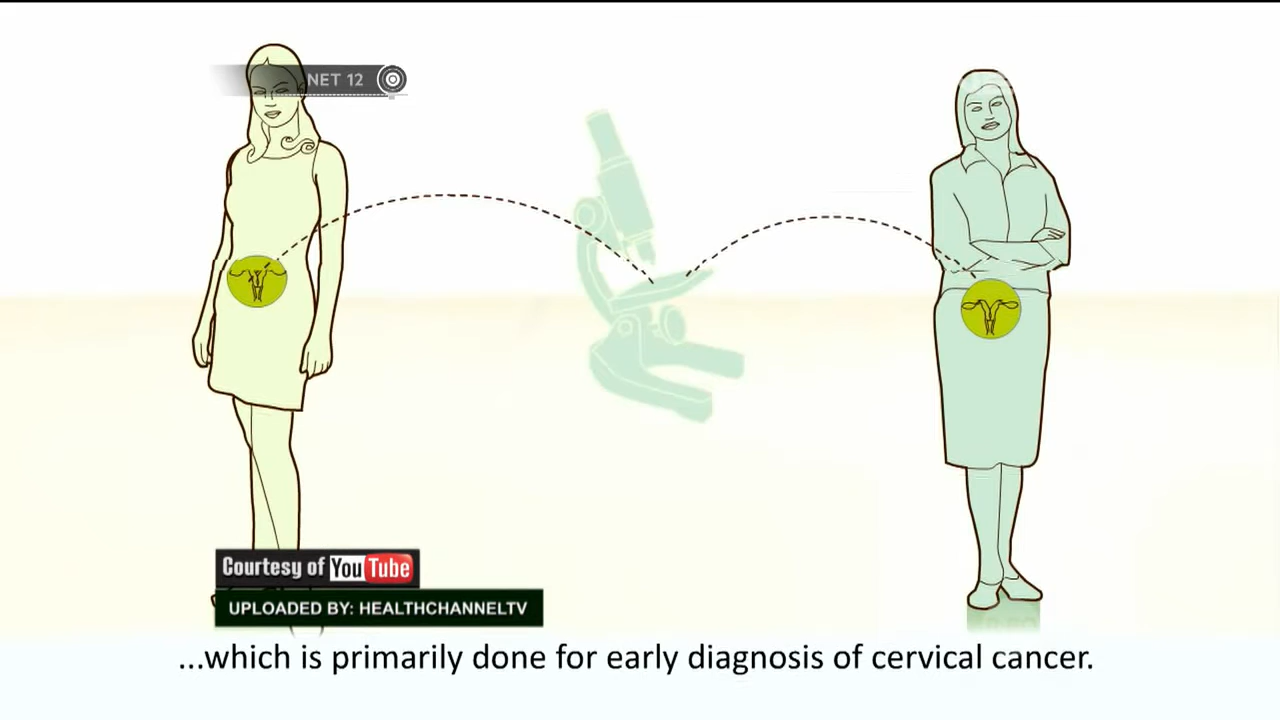 NET 12
Courtesy of YouTube
UPLOADED BY: HEALTHCHANNELTV
...which is primarily done for early diagnosis of cervical cancer.